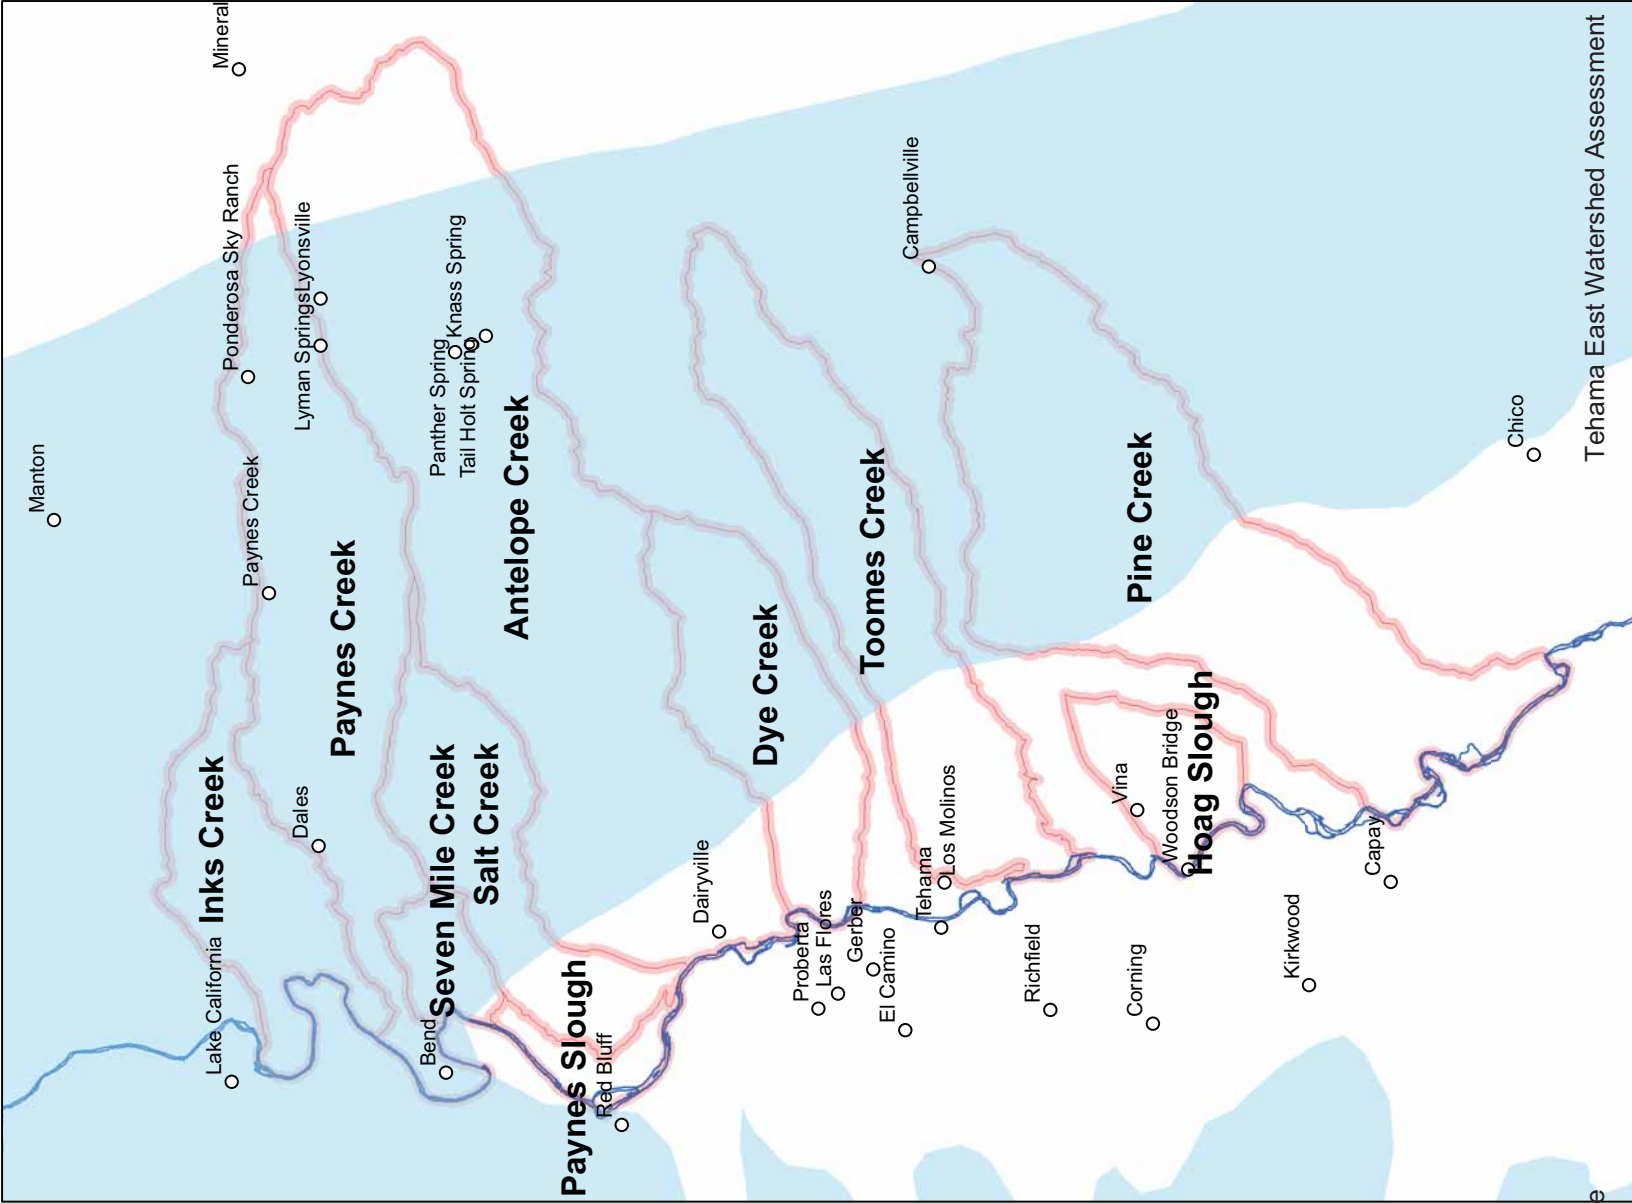 Mineral
Manton
Ponderosa Sky Ranch
Lyonsville
Lyman Springs
Knass Spring
Panther Spring
Tail Holt Spring
Paynes Creek
Campbellville
Chico
Tehama East Watershed Assessment
Paynes Creek
Antelope Creek
Toomes Creek
Pine Creek
Dye Creek
Inks Creek
Dales
Seven Mile Creek
Salt Creek
Hoag Slough
Vina
Woodson Bridge
Los Molinos
Tehama
Dairyville
Capay
Lake California
Bend
Paynes Slough
Red Bluff
Proberta
Las Flores
Gerber
El Camino
Richfield
Corning
Kirkwood
e